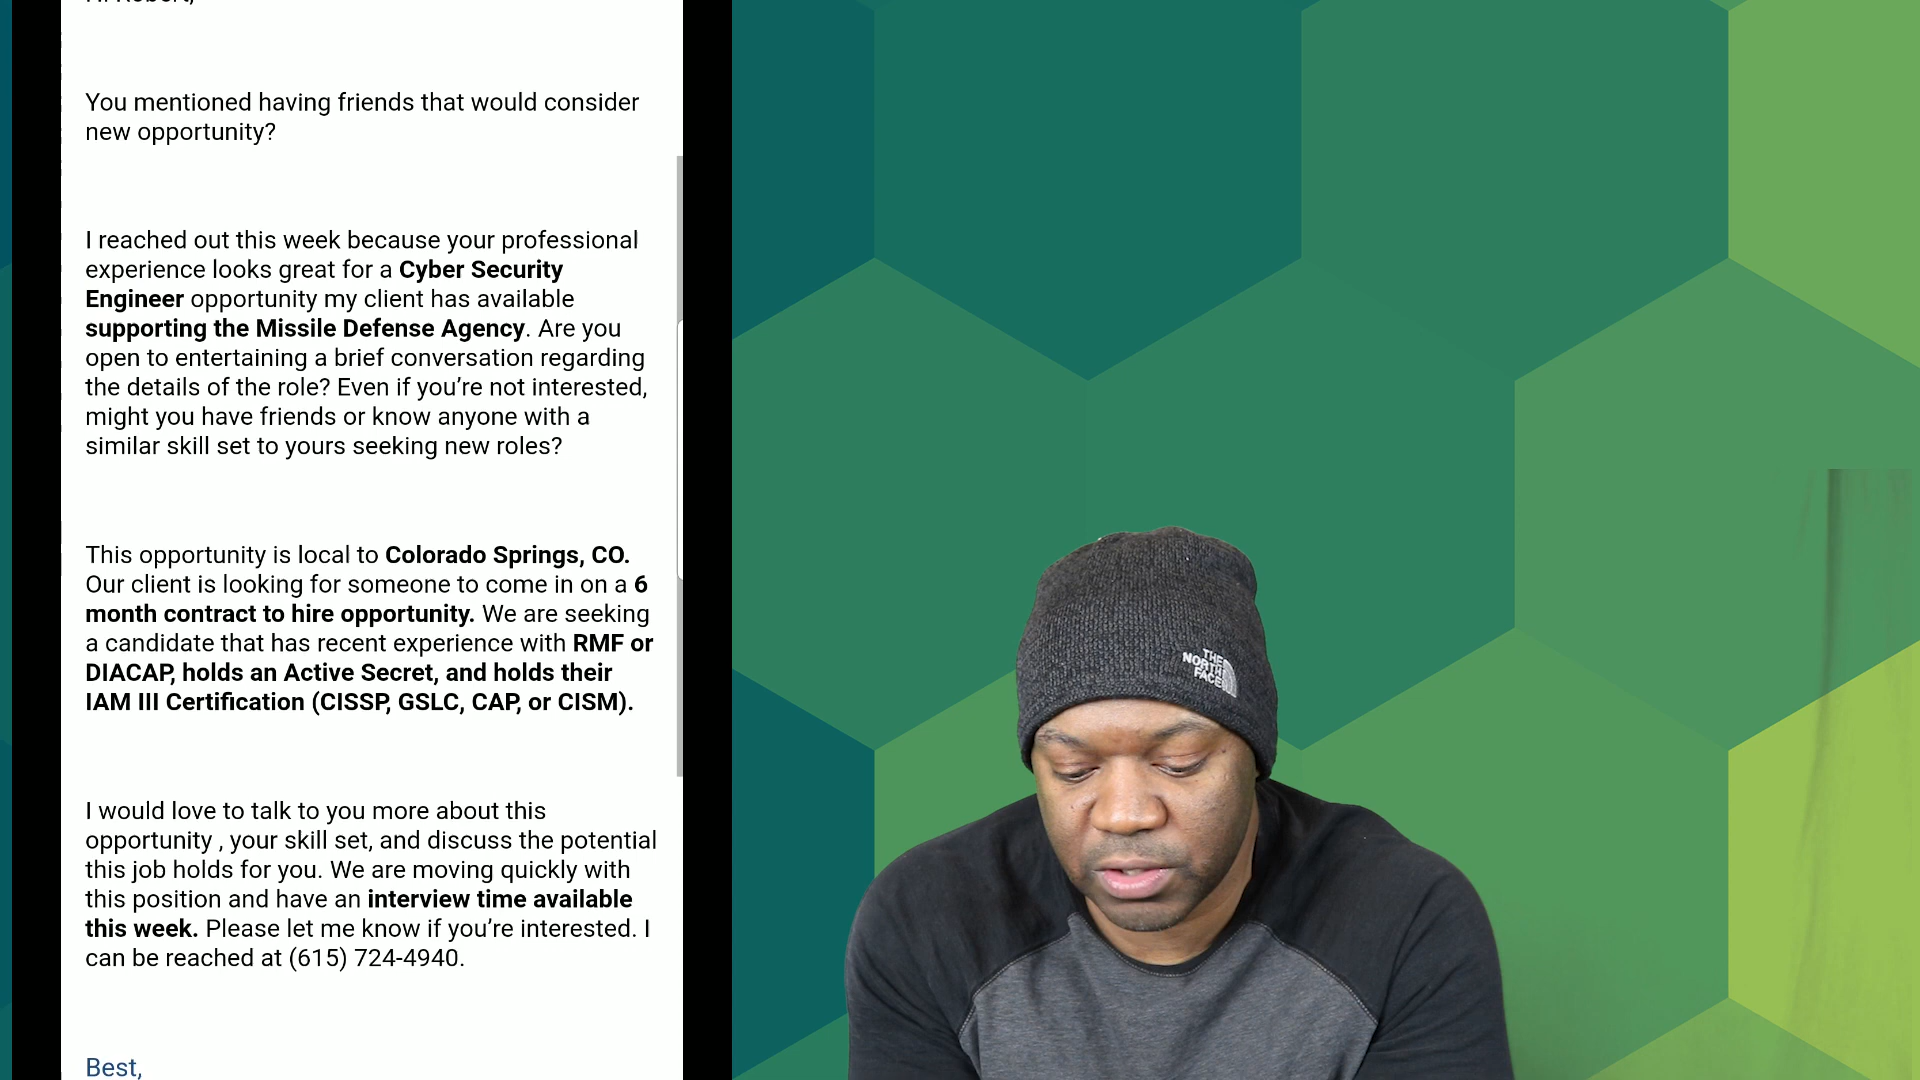 Hi Robert,
You mentioned having friends that would consider
new opportunity?
I reached out this week because your professional
experience looks great for a Cyber Security
Engineer opportunity my client has available
supporting the Missile Defense Agency. Are you
open to entertaining a brief conversation regarding
the details of the role? Even if you’re not interested,
might you have friends or know anyone with a
similar skill set to yours seeking new roles?
This opportunity is local to Colorado Springs, CO.
Our client is looking for someone to come in on a 6
month contract to hire opportunity. We are seeking
a candidate that has recent experience with RMF or
DIACAP, holds an Active Secret, and holds their
IAM III Certification (CISSP, GSLC, CAP, or CISM).
I would love to talk to you more about this
opportunity , your skill set, and discuss the potential
this job holds for you. We are moving quickly with
this position and have an interview time available
this week. Please let me know if you’re interested. I
can be reached at (615) 724-4940.
Best,
THE
NORTH
FACE